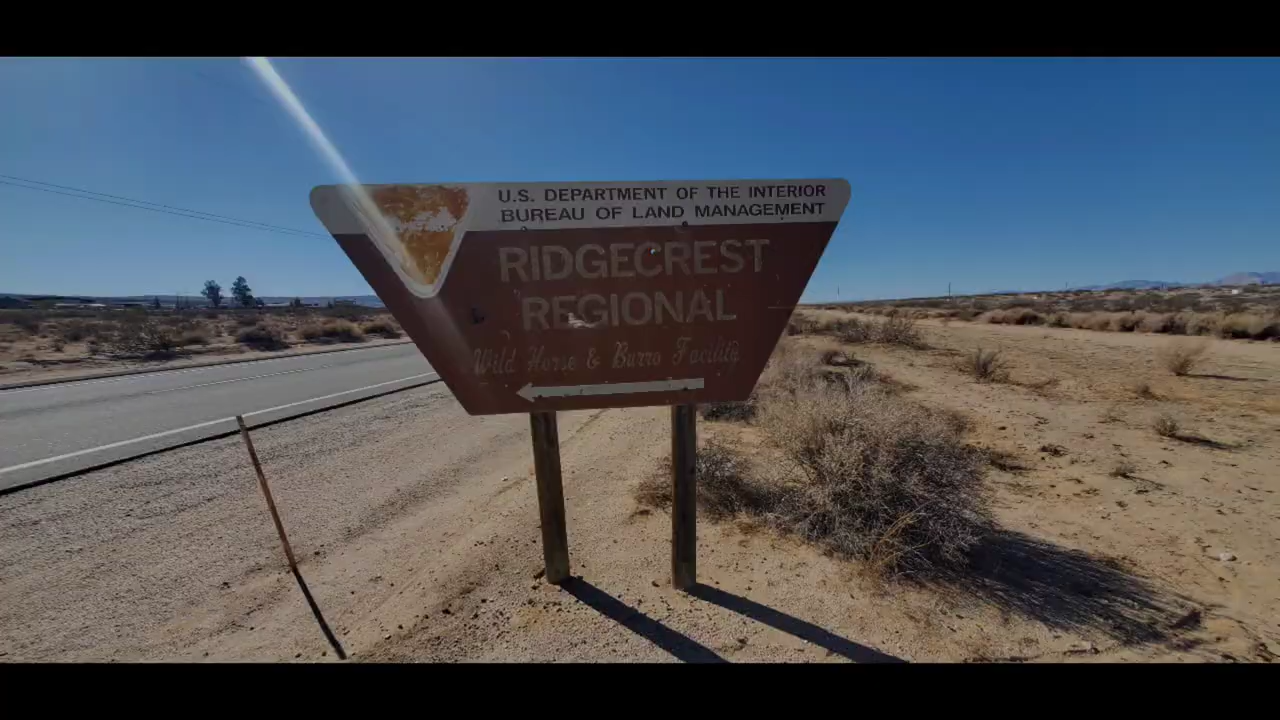 U.S. DEPARTMENT OF THE INTERIOR
BUREAU OF LAND MANAGEMENT
RIDGECREST
REGIONAL
Wild Horse & Burro Facility